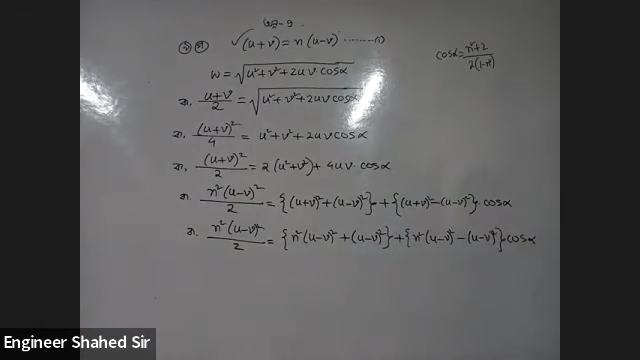 (u+v) = n (u-v) ......... (i)
cosα = n²+2 / 2(1-n²)
W = √u²+v²+2uv cosα
বা, u+v / 2 = √u²+v²+2uv cosα
বা, (u+v)² / 4 = u²+v²+2uv cosα
বা, (u+v)² / 2 = 2(u²+v²)+4uv.cosα
বা. n²(u-v)² / 2 = {(u+v)²+(u-v)²} + {(u+v)²-(u-v)²}.cosα
বা. n²(u-v)² / 2 = {n²(u-v)²+(u-v)²} + {n²(u-v)²-(u-v)²}.cosα
Engineer Shahed Sir